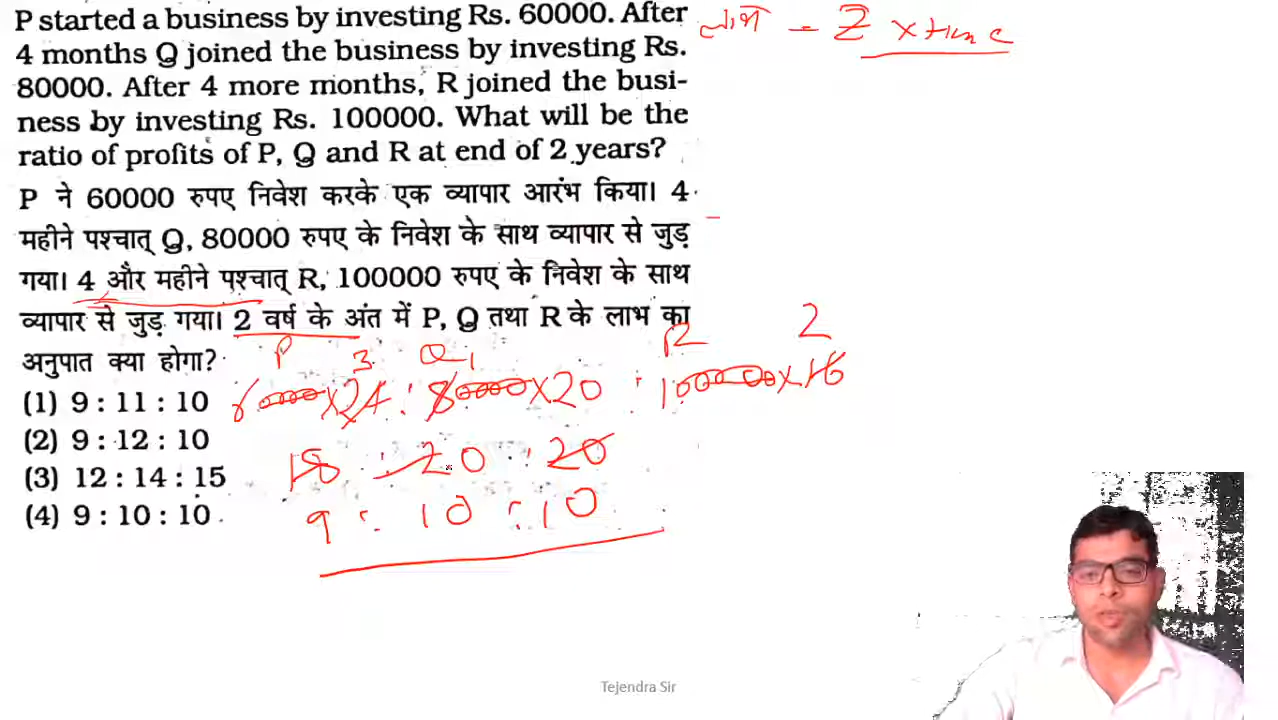 P started a business by investing Rs. 60000. After
4 months Q joined the business by investing Rs.
80000. After 4 more months, R joined the busi-
ness by investing Rs. 100000. What will be the
ratio of profits of P, Q and R at end of 2 years?
P ने 60000 रुपए निवेश करके एक व्यापार आरंभ किया। 4
महीने पश्चात् Q, 80000 रुपए के निवेश के साथ व्यापार से जुड़
गया। 4 और महीने पश्चात् R, 100000 रुपए के निवेश के साथ
व्यापार से जुड़ गया। 2 वर्ष के अंत में P, Q तथा R के लाभ का
अनुपात क्या होगा?
(1) 9 : 11 : 10
(2) 9 : 12 : 10
(3) 12 : 14 : 15
(4) 9 : 10 : 10
लाभ = I × time
P 3 Q 1 R 2
60000×24 : 80000×20 : 100000×16
18 : 20 : 20
9 : 10 : 10
Tejendra Sir